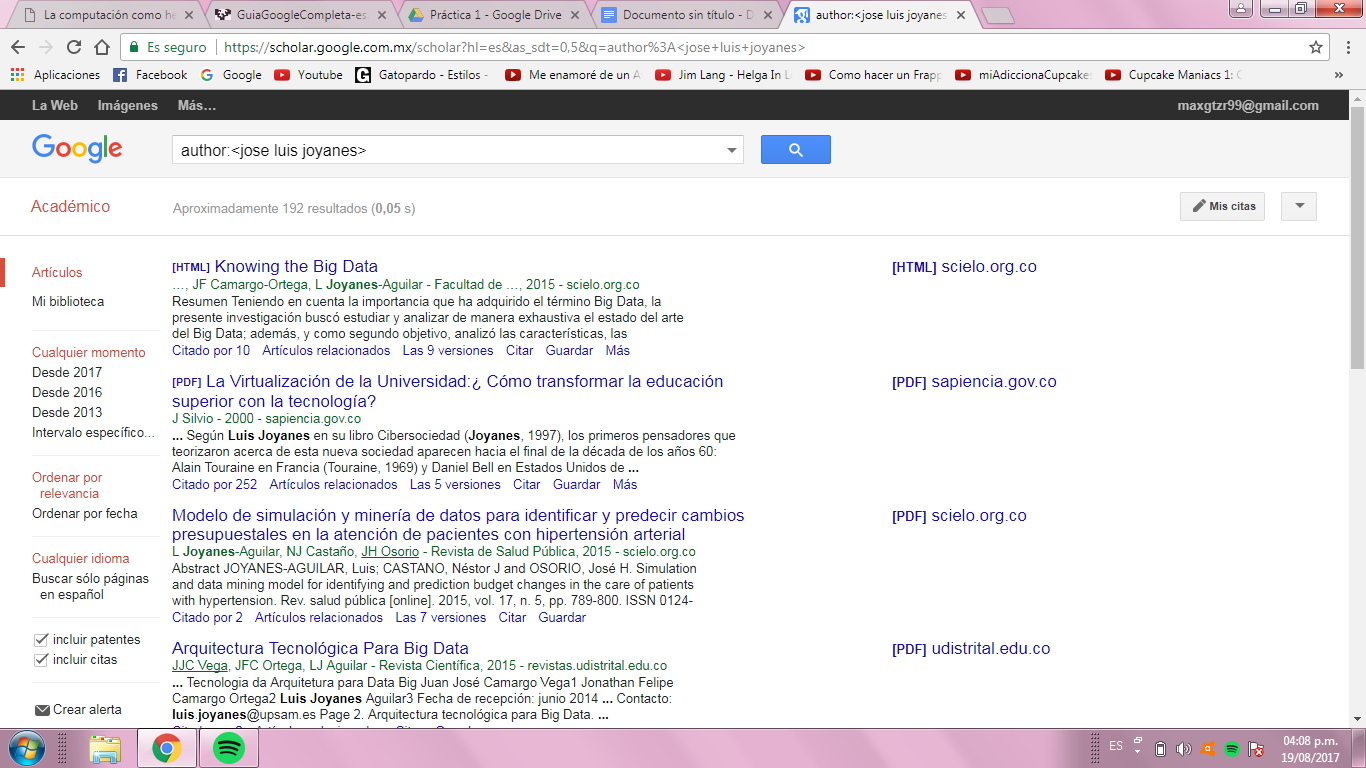 La computación como he
GuiaGoogleCompleta-es
Práctica 1 - Google Drive
Documento sin título - D
author:<jose luis joyanes
Es seguro
https://scholar.google.com.mx/scholar?hl=es&as_sdt=0,5&q=author%3A<jose+luis+joyanes>
Aplicaciones
Facebook
Google
Youtube
Gatopardo - Estilos -
Me enamoré de un A
Jim Lang - Helga In L
Como hacer un Frapp
miAdiccionaCupcake
Cupcake Maniacs 1: C
»
La Web
Imágenes
Más...
maxgtzr99@gmail.com
Google
author:<jose luis joyanes>
Académico
Aproximadamente 192 resultados (0,05 s)
Mis citas
Artículos
Mi biblioteca
Cualquier momento
Desde 2017
Desde 2016
Desde 2013
Intervalo específico...
Ordenar por
relevancia
Ordenar por fecha
Cualquier idioma
Buscar sólo páginas
en español
incluir patentes
incluir citas
Crear alerta
[HTML] Knowing the Big Data
..., JF Camargo-Ortega, L Joyanes-Aguilar - Facultad de ..., 2015 - scielo.org.co
Resumen Teniendo en cuenta la importancia que ha adquirido el término Big Data, la
presente investigación buscó estudiar y analizar de manera exhaustiva el estado del arte
del Big Data; además, y como segundo objetivo, analizó las características, las
Citado por 10 Artículos relacionados Las 9 versiones Citar Guardar Más
[HTML] scielo.org.co
[PDF] La Virtualización de la Universidad:¿ Cómo transformar la educación
superior con la tecnología?
J Silvio - 2000 - sapiencia.gov.co
... Según Luis Joyanes en su libro Cibersociedad (Joyanes, 1997), los primeros pensadores que
teorizaron acerca de esta nueva sociedad aparecen hacia el final de la década de los años 60:
Alain Touraine en Francia (Touraine, 1969) y Daniel Bell en Estados Unidos de ...
Citado por 252 Artículos relacionados Las 5 versiones Citar Guardar Más
[PDF] sapiencia.gov.co
Modelo de simulación y minería de datos para identificar y predecir cambios
presupuestales en la atención de pacientes con hipertensión arterial
L Joyanes-Aguilar, NJ Castaño, JH Osorio - Revista de Salud Pública, 2015 - scielo.org.co
Abstract JOYANES-AGUILAR, Luis; CASTANO, Néstor J and OSORIO, José H. Simulation
and data mining model for identifying and prediction budget changes in the care of patients
with hypertension. Rev. salud pública [online]. 2015, vol. 17, n. 5, pp. 789-800. ISSN 0124-
Citado por 2 Artículos relacionados Las 7 versiones Citar Guardar
[PDF] scielo.org.co
Arquitectura Tecnológica Para Big Data
JJC Vega, JFC Ortega, LJ Aguilar - Revista Científica, 2015 - revistas.udistrital.edu.co
... Tecnologia da Arquitetura para Data Big Juan José Camargo Vega1 Jonathan Felipe
Camargo Ortega2 Luis Joyanes Aguilar3 Fecha de recepción: junio 2014 ... Contacto:
luis.joyanes@upsam.es Page 2. Arquitectura tecnológica para Big Data. ...
[PDF] udistrital.edu.co
ES
04:08 p.m.
19/08/2017